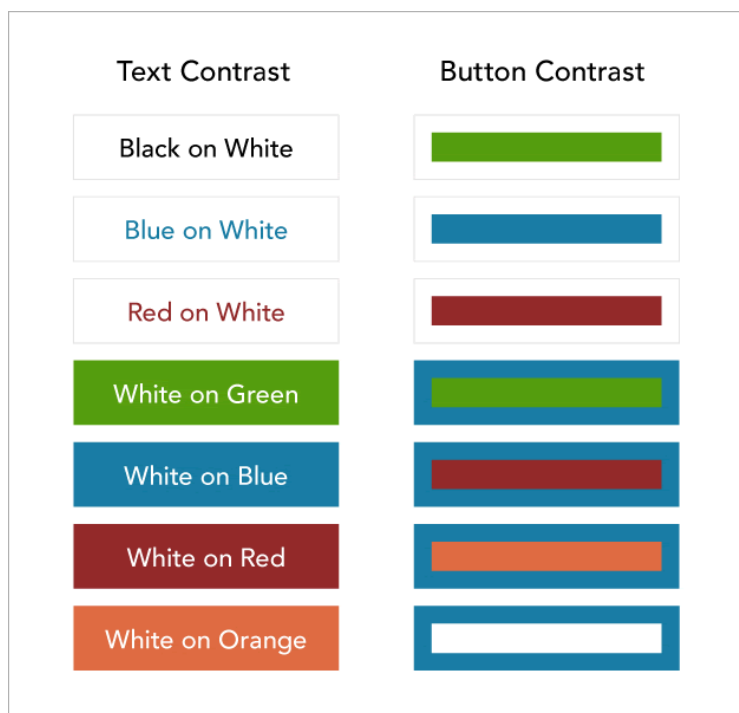 Text Contrast
Button Contrast
Black on White
Blue on White
Red on White
White on Green
White on Blue
White on Red
White on Orange